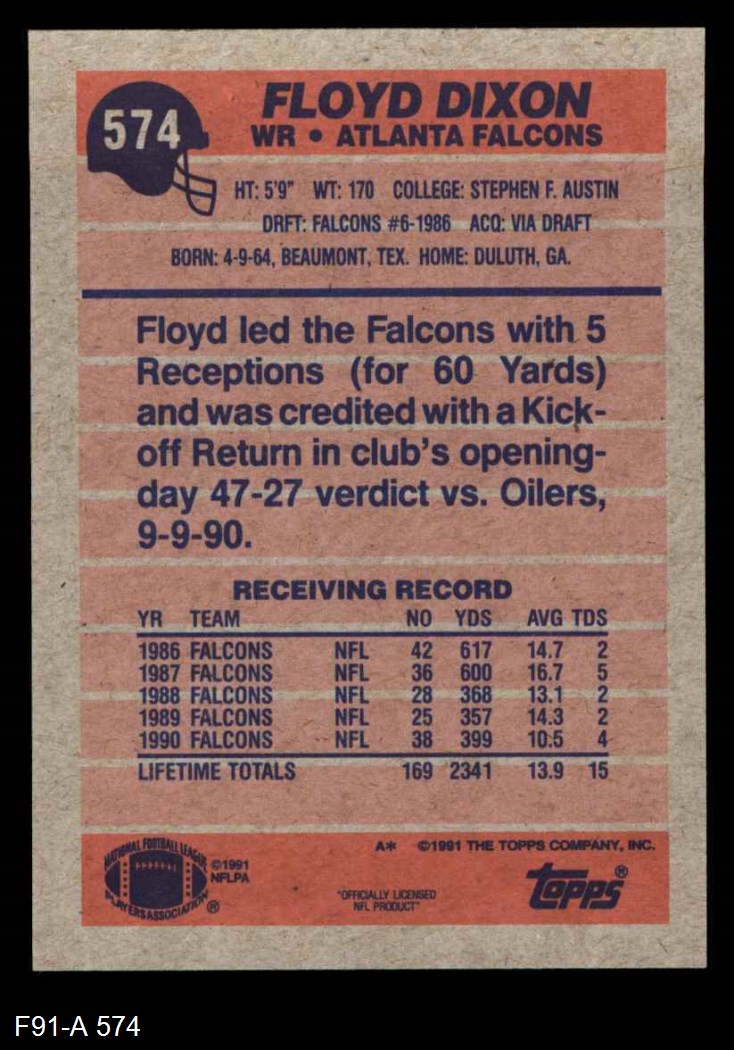 574
FLOYD DIXON
WR • ATLANTA FALCONS
HT: 5'9" WT: 170 COLLEGE: STEPHEN F. AUSTIN
DRFT: FALCONS #6-1986 ACQ: VIA DRAFT
BORN: 4-9-64, BEAUMONT, TEX. HOME: DULUTH, GA.
Floyd led the Falcons with 5
Receptions (for 60 Yards)
and was credited with a Kick-
off Return in club's opening-
day 47-27 verdict vs. Oilers,
9-9-90.
RECEIVING RECORD
YR TEAM NO YDS AVG TDS
1986 FALCONS NFL 42 617 14.7 2
1987 FALCONS NFL 36 600 16.7 5
1988 FALCONS NFL 28 368 13.1 2
1989 FALCONS NFL 25 357 14.3 2
1990 FALCONS NFL 38 399 10.5 4
LIFETIME TOTALS 169 2341 13.9 15
A* ©1991 THE TOPPS COMPANY, INC.
NATIONAL FOOTBALL LEAGUE
PLAYERS ASSOCIATION ®
©1991
NFLPA
"OFFICIALLY LICENSED
NFL PRODUCT"
topps®
F91-A 574